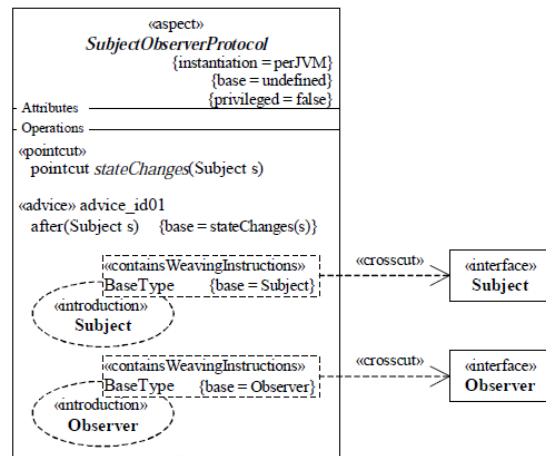 «aspect»
SubjectObserverProtocol
{instantiation = perJVM}
{base = undefined}
{privileged = false}
Attributes
Operations
«pointcut»
pointcut stateChanges(Subject s)
«advice» advice_id01
after(Subject s) {base = stateChanges(s)}
«containsWeavingInstructions»
BaseType {base = Subject}
«introduction»
Subject
«crosscut»
«interface»
Subject
«containsWeavingInstructions»
BaseType {base = Observer}
«introduction»
Observer
«crosscut»
«interface»
Observer